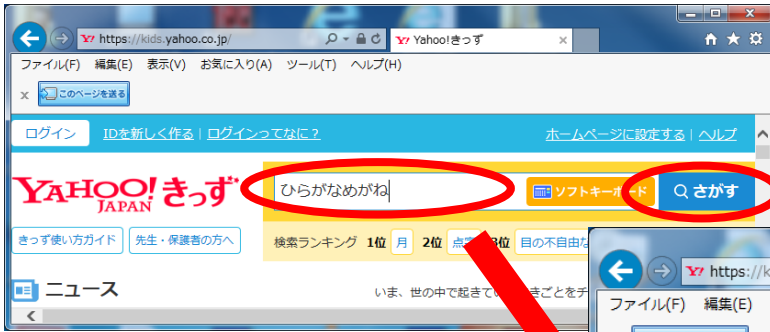 https://kids.yahoo.co.jp/ Yahoo!きっず
ファイル(F) 編集(E) 表示(V) お気に入り(A) ツール(T) ヘルプ(H)
x このページを送る
ログイン IDを新しく作る | ログインってなに? ホームページに設定する | ヘルプ
YAHOO! JAPAN きっず ひらがなめがね ソフトキーボード さがす
きっず使い方ガイド 先生・保護者の方へ 検索ランキング 1位 月 2位 点字 3位 目の不自由な
ニュース いま、世の中で起きてい きごとをチ
https://k
ファイル(F) 編集(E)